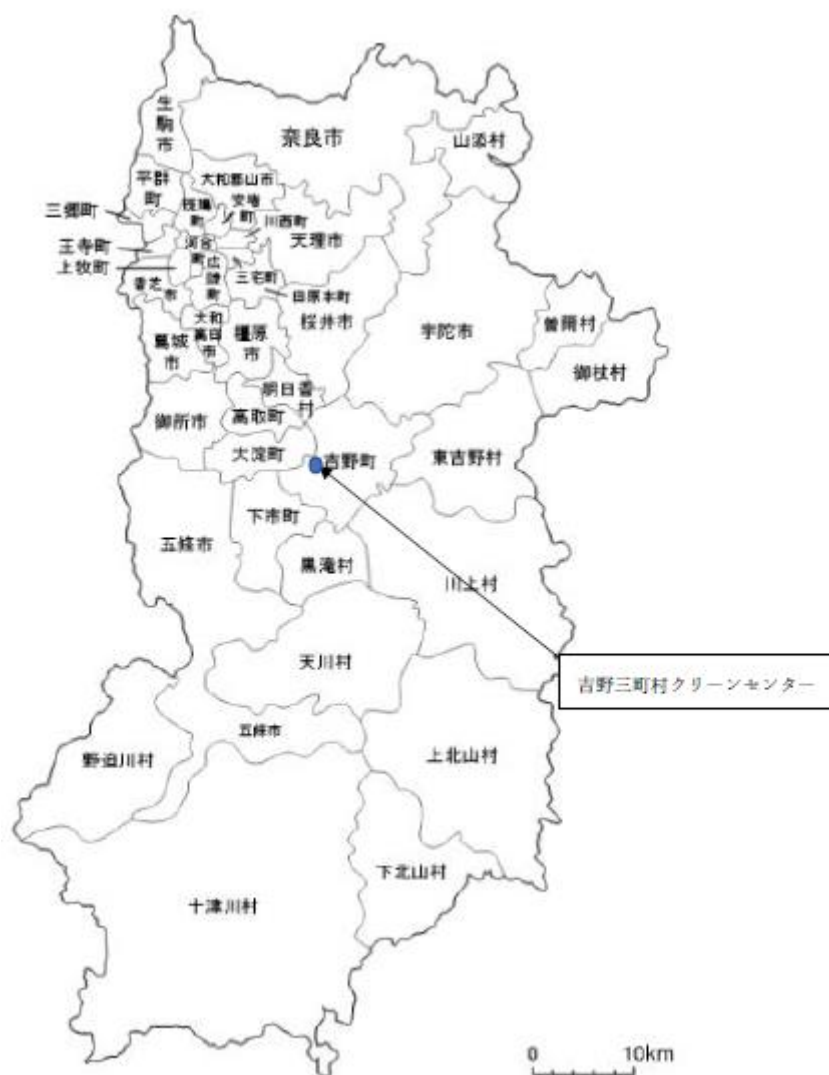 生駒市
奈良市
山添村
平群町
大和郡山市
斑鳩町
安堵町
三郷町
川西町
天理市
王寺町
河合町
上牧町
広陵町
三宅町
香芝市
田原本町
桜井市
宇陀市
曽爾村
大和高田市
橿原市
葛城市
御杖村
明日香村
御所市
高取町
大淀町
吉野町
東吉野村
下市町
五條市
黒滝村
川上村
天川村
吉野三町村クリーンセンター
五條市
野迫川村
上北山村
下北山村
十津川村
0 10km